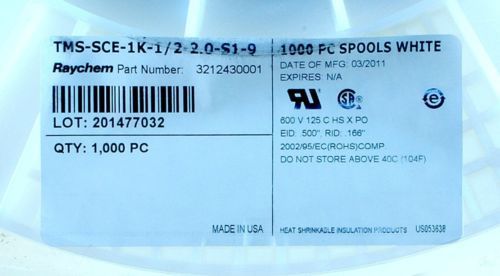 TMS-SCE-1K-1/2-2.0-S1-9
Raychem Part Number: 3212430001
LOT: 201477032
QTY: 1,000 PC
MADE IN USA
1000 PC SPOOLS WHITE
DATE OF MFG: 03/2011
EXPIRES: N/A
600 V 125 C HS X PO
EID: .500", RID: .166"
2002/95/EC(ROHS)COMP.
DO NOT STORE ABOVE 40C (104F)
HEAT SHRINKABLE INSULATION PRODUCTS US053638